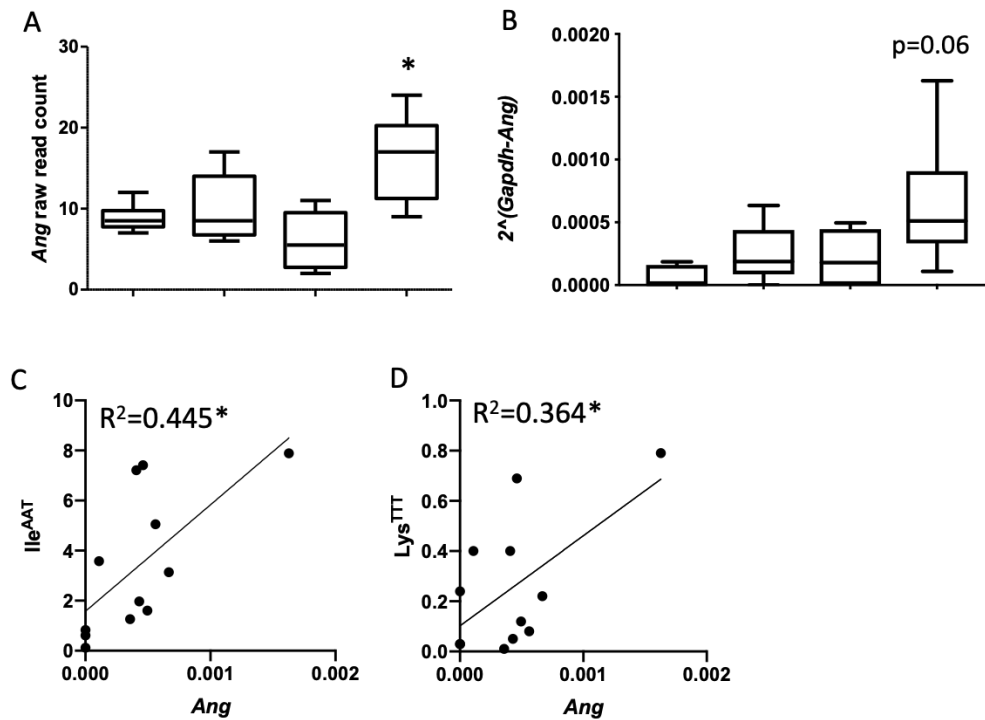 A
Ang raw read count
30
20
10
0
*
B
2^(Gapdh-Ang)
0.0020
0.0015
0.0010
0.0005
0.0000
p=0.06
C
R²=0.445*
Ile^AAT
10
8
6
4
2
0
0.000 0.001 0.002
Ang
D
R²=0.364*
Lys^TTT
1.0
0.8
0.6
0.4
0.2
0.0
0.000 0.001 0.002
Ang